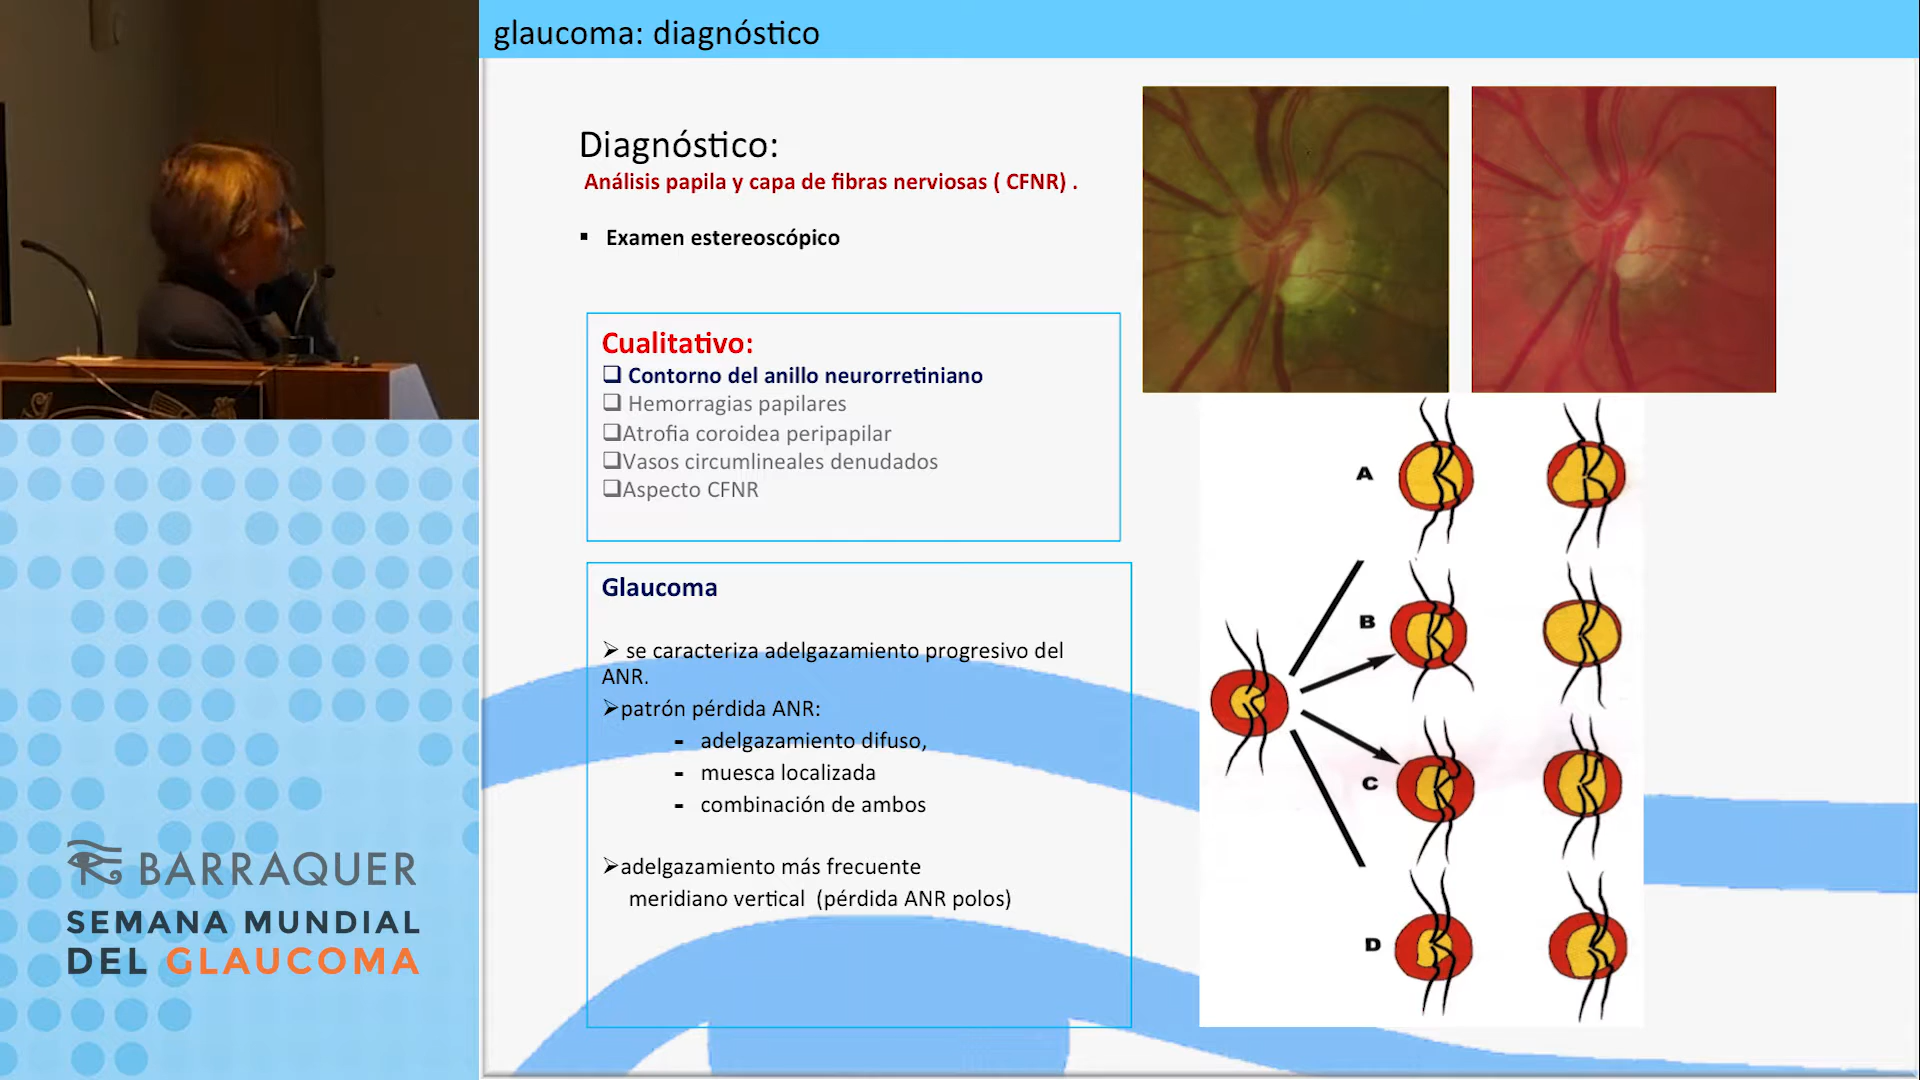 glaucoma: diagnóstico
Diagnóstico:
Análisis papila y capa de fibras nerviosas ( CFNR) .
▪ Examen estereoscópico
Cualitativo:
❑ Contorno del anillo neurorretiniano
❑ Hemorragias papilares
❑Atrofia coroidea peripapilar
❑Vasos circumlineales denudados
❑Aspecto CFNR
Glaucoma
➢ se caracteriza adelgazamiento progresivo del
ANR.
➢patrón pérdida ANR:
- adelgazamiento difuso,
- muesca localizada
- combinación de ambos
➢adelgazamiento más frecuente
meridiano vertical (pérdida ANR polos)
A
B
C
D
BARRAQUER
SEMANA MUNDIAL
DEL GLAUCOMA